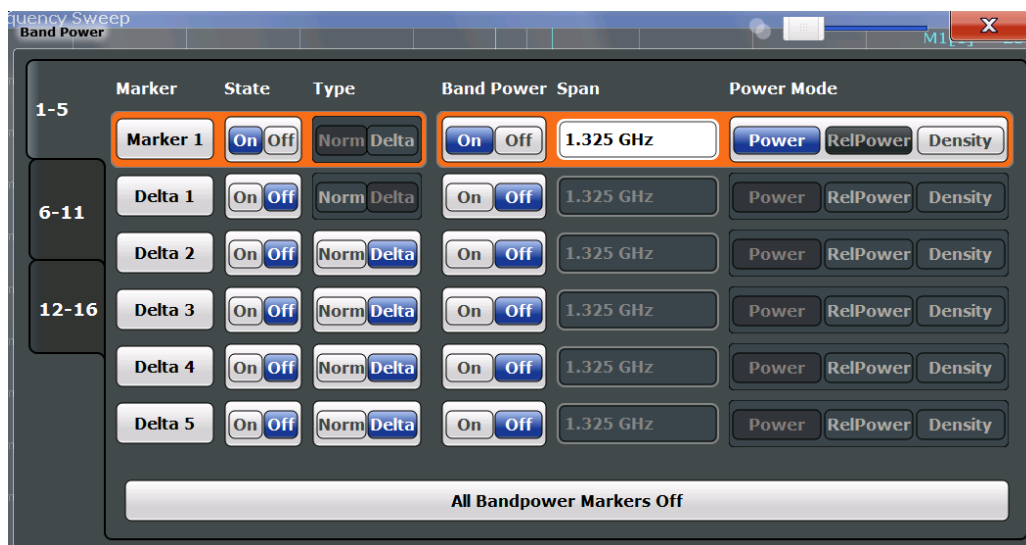 quency Sweep
Band Power
M1[1]
Marker State Type Band Power Span Power Mode
1-5
Marker 1 On Off Norm Delta On Off 1.325 GHz Power RelPower Density
Delta 1 On Off Norm Delta On Off 1.325 GHz Power RelPower Density
6-11
Delta 2 On Off Norm Delta On Off 1.325 GHz Power RelPower Density
12-16 Delta 3 On Off Norm Delta On Off 1.325 GHz Power RelPower Density
Delta 4 On Off Norm Delta On Off 1.325 GHz Power RelPower Density
Delta 5 On Off Norm Delta On Off 1.325 GHz Power RelPower Density
All Bandpower Markers Off